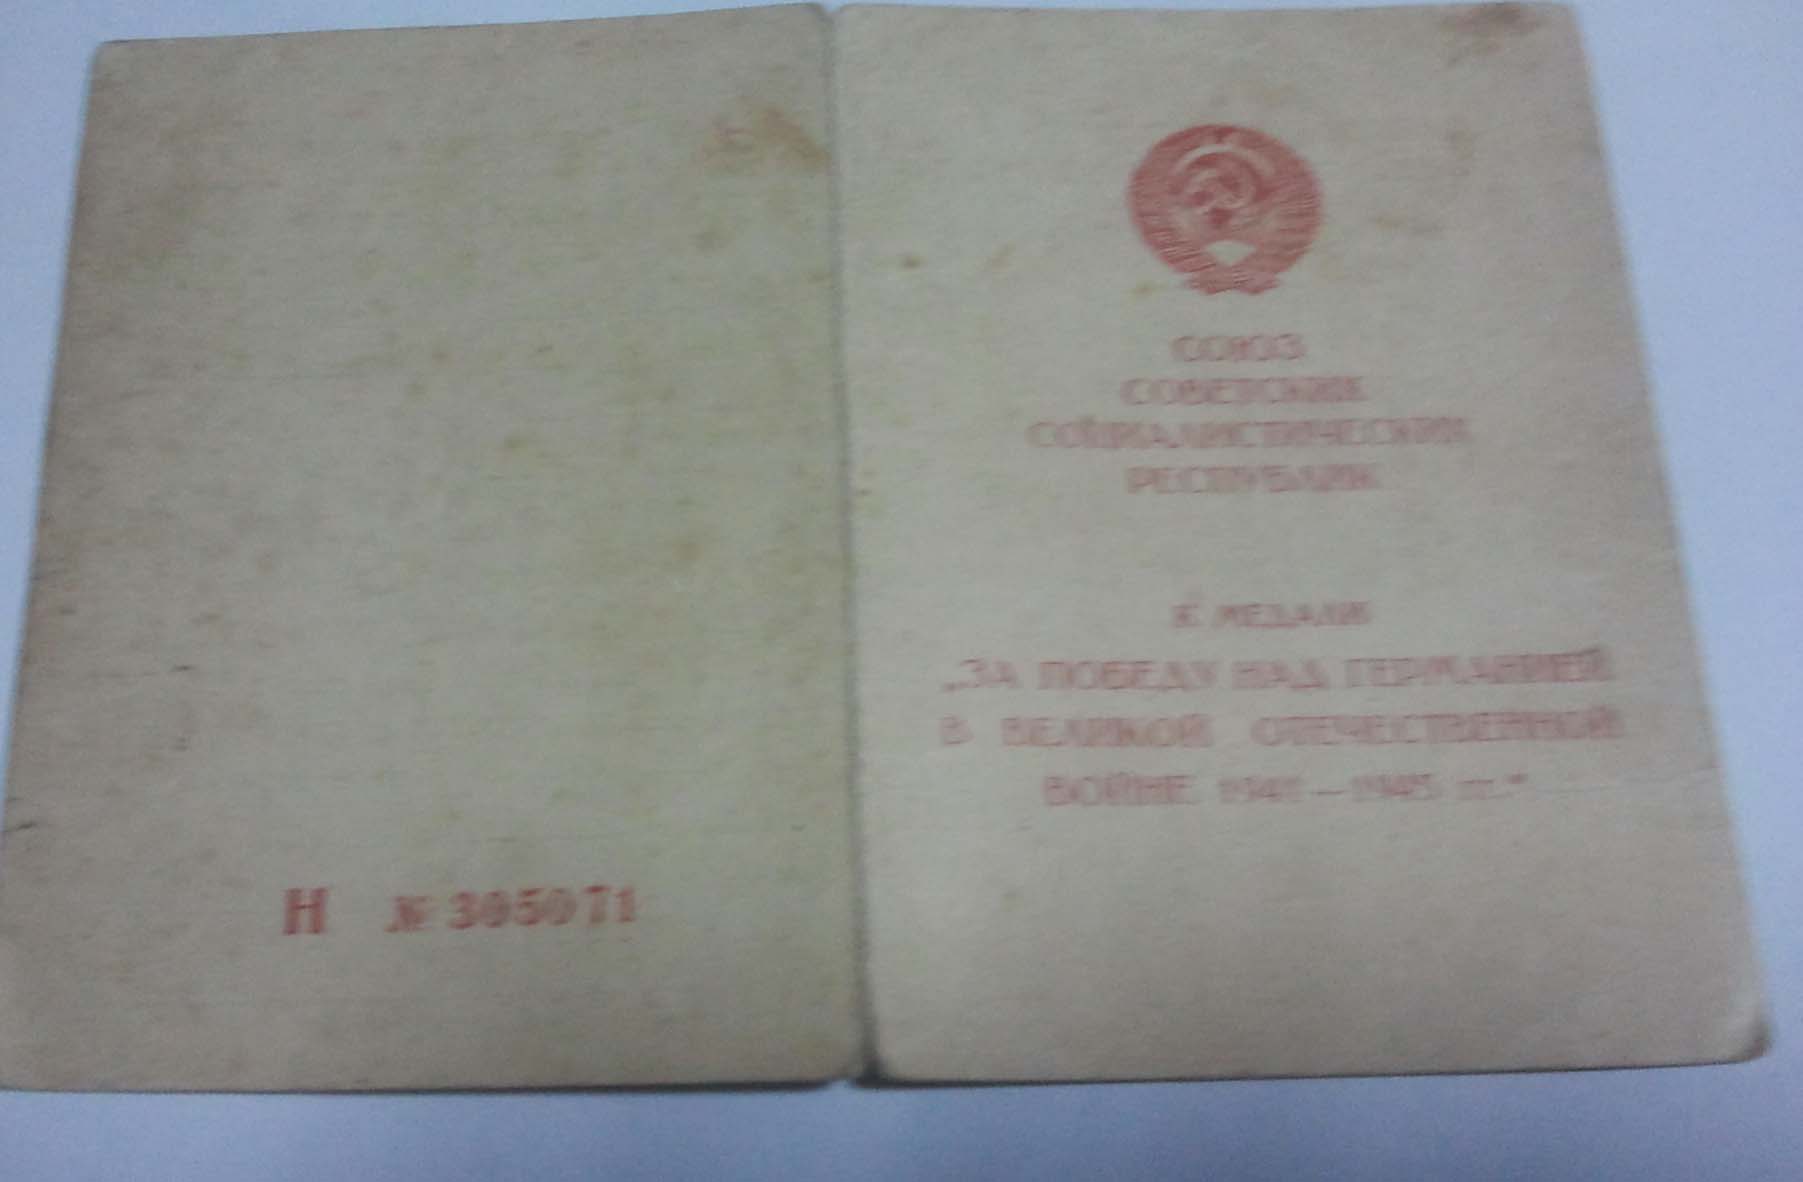 Н № 305071
СОЮЗ
СОВЕТСКИХ
СОЦИАЛИСТИЧЕСКИХ
РЕСПУБЛИК
К МЕДАЛИ
„ЗА ПОБЕДУ НАД ГЕРМАНИЕЙ
В ВЕЛИКОЙ ОТЕЧЕСТВЕННОЙ
ВОЙНЕ 1941—1945 гг.“